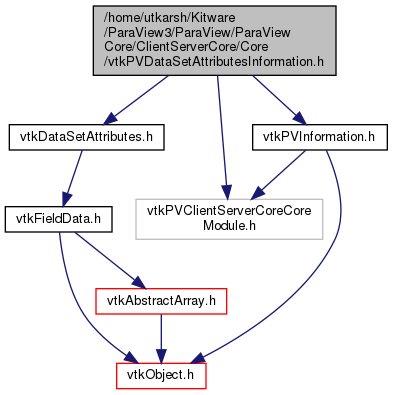 /home/utkarsh/Kitware
/ParaView3/ParaView/ParaView
Core/ClientServerCore/Core
/vtkPVDataSetAttributesInformation.h
vtkDataSetAttributes.h
vtkPVInformation.h
vtkFieldData.h
vtkPVClientServerCoreCore
Module.h
vtkAbstractArray.h
vtkObject.h